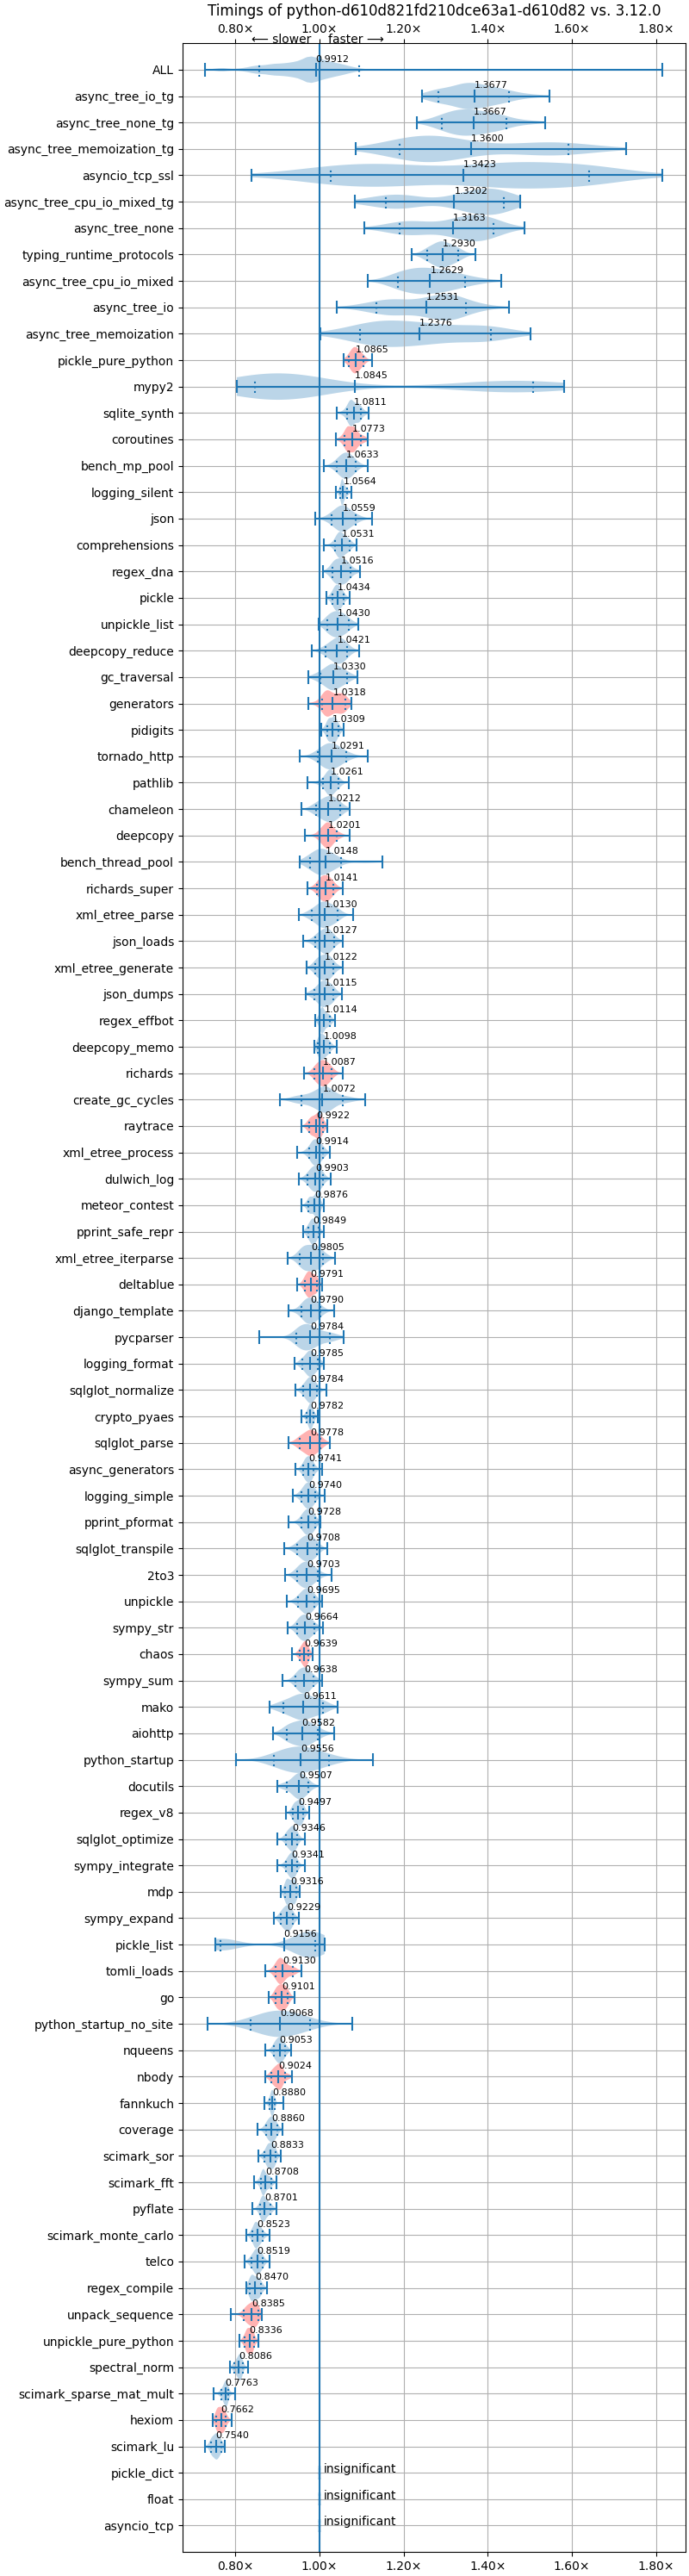 Timings of python-d610d821fd210dce63a1-d610d82 vs. 3.12.0
0.80× 1.00× 1.20× 1.40× 1.60× 1.80×
⟵ slower faster ⟶
ALL 0.9912
async_tree_io_tg 1.3677
async_tree_none_tg 1.3667
async_tree_memoization_tg 1.3600
asyncio_tcp_ssl 1.3423
async_tree_cpu_io_mixed_tg 1.3202
async_tree_none 1.3163
typing_runtime_protocols 1.2930
async_tree_cpu_io_mixed 1.2629
async_tree_io 1.2531
async_tree_memoization 1.2376
pickle_pure_python 1.0865
mypy2 1.0845
sqlite_synth 1.0811
coroutines 1.0773
bench_mp_pool 1.0633
logging_silent 1.0564
json 1.0559
comprehensions 1.0531
regex_dna 1.0516
pickle 1.0434
unpickle_list 1.0430
deepcopy_reduce 1.0421
gc_traversal 1.0330
generators 1.0318
pidigits 1.0309
tornado_http 1.0291
pathlib 1.0261
chameleon 1.0212
deepcopy 1.0201
bench_thread_pool 1.0148
richards_super 1.0141
xml_etree_parse 1.0130
json_loads 1.0127
xml_etree_generate 1.0122
json_dumps 1.0115
regex_effbot 1.0114
deepcopy_memo 1.0098
richards 1.0087
create_gc_cycles 1.0072
raytrace 0.9922
xml_etree_process 0.9914
dulwich_log 0.9903
meteor_contest 0.9876
pprint_safe_repr 0.9849
xml_etree_iterparse 0.9805
deltablue 0.9791
django_template 0.9790
pycparser 0.9784
logging_format 0.9785
sqlglot_normalize 0.9784
crypto_pyaes 0.9782
sqlglot_parse 0.9778
async_generators 0.9741
logging_simple 0.9740
pprint_pformat 0.9728
sqlglot_transpile 0.9708
2to3 0.9703
unpickle 0.9695
sympy_str 0.9664
chaos 0.9639
sympy_sum 0.9638
mako 0.9611
aiohttp 0.9582
python_startup 0.9556
docutils 0.9507
regex_v8 0.9497
sqlglot_optimize 0.9346
sympy_integrate 0.9341
mdp 0.9316
sympy_expand 0.9229
pickle_list 0.9156
tomli_loads 0.9130
go 0.9101
python_startup_no_site 0.9068
nqueens 0.9053
nbody 0.9024
fannkuch 0.8880
coverage 0.8860
scimark_sor 0.8833
scimark_fft 0.8708
pyflate 0.8701
scimark_monte_carlo 0.8523
telco 0.8519
regex_compile 0.8470
unpack_sequence 0.8385
unpickle_pure_python 0.8336
spectral_norm 0.8086
scimark_sparse_mat_mult 0.7763
hexiom 0.7662
scimark_lu 0.7540
pickle_dict insignificant
float insignificant
asyncio_tcp insignificant
0.80× 1.00× 1.20× 1.40× 1.60× 1.80×